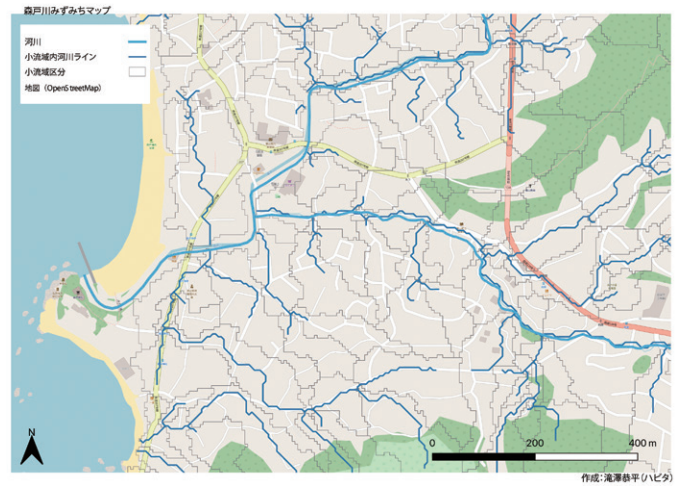 森戸川みずみちマップ
河川
小流域内河川ライン
小流域区分
地図（OpenStreetMap）
N
0 200 400 m
作成：滝澤恭平（ハビタ）